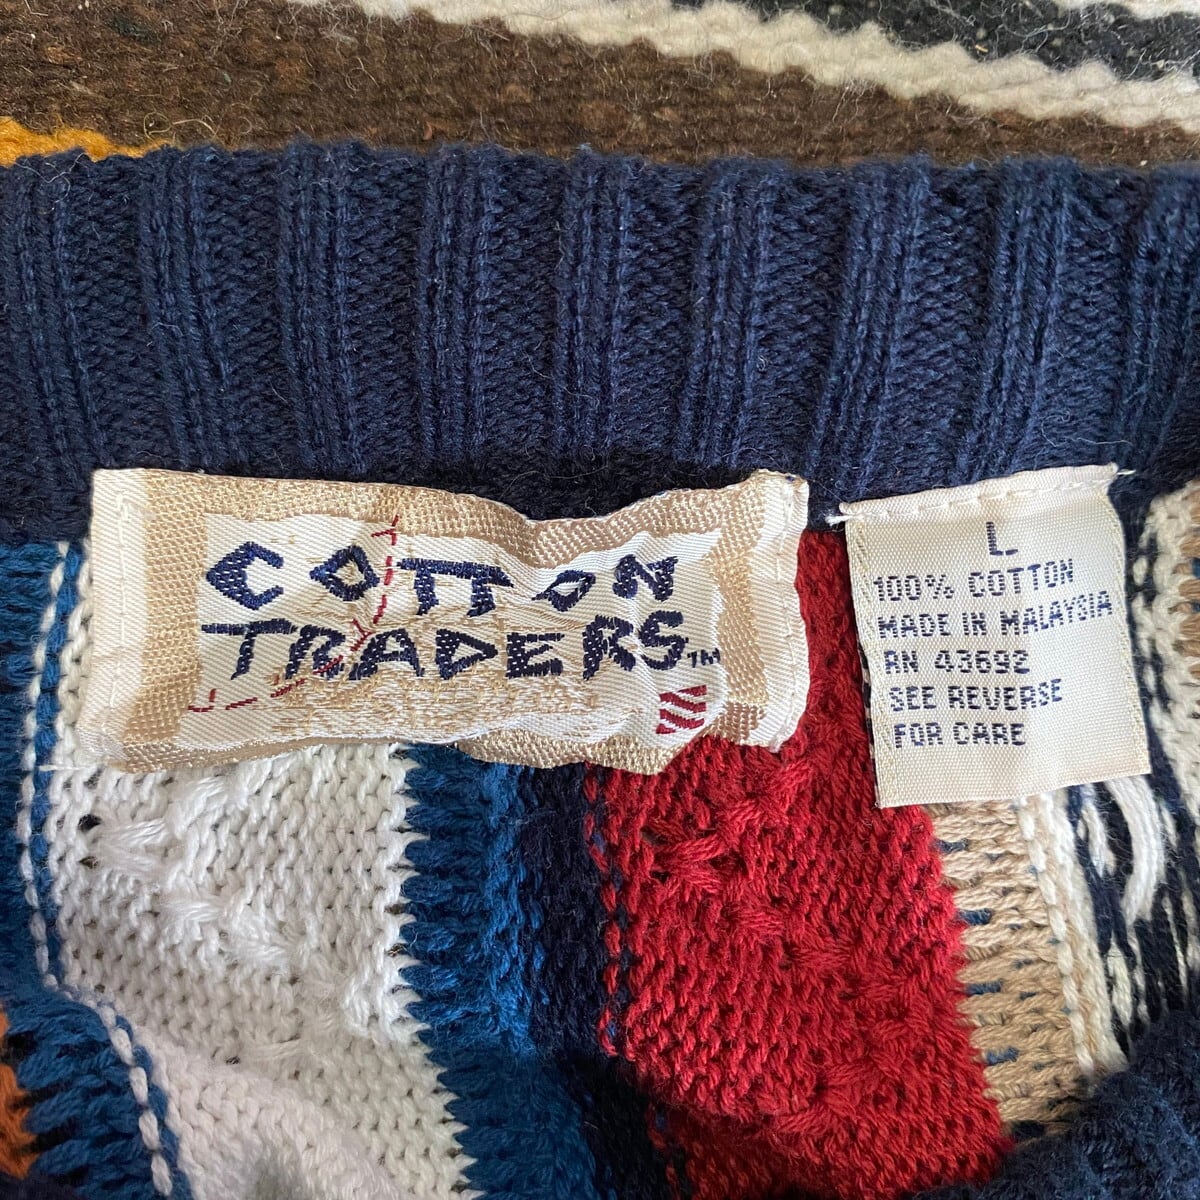 COTTON
TRADERS™
L
100% COTTON
MADE IN MALAYSIA
RN 43692
SEE REVERSE
FOR CARE